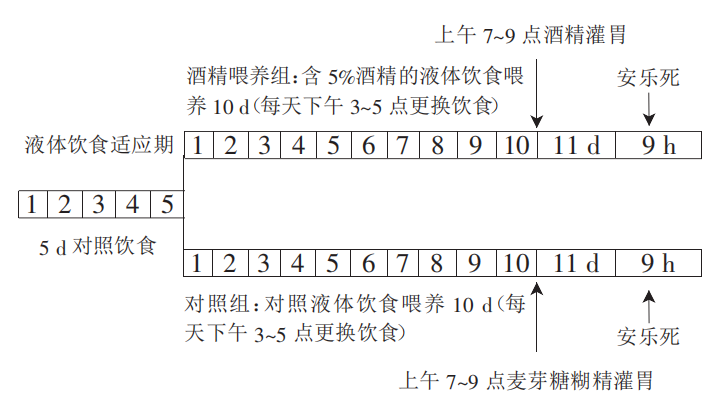 上午 7~9 点酒精灌胃
酒精喂养组：含 5%酒精的液体饮食喂
养 10 d（每天下午 3~5 点更换饮食）
安乐死
液体饮食适应期
1 2 3 4 5 6 7 8 9 10 11 d 9 h
1 2 3 4 5
5 d 对照饮食
1 2 3 4 5 6 7 8 9 10 11 d 9 h
对照组：对照液体饮食喂养 10 d（每
天下午 3~5 点更换饮食）
安乐死
上午 7~9 点麦芽糖糊精灌胃